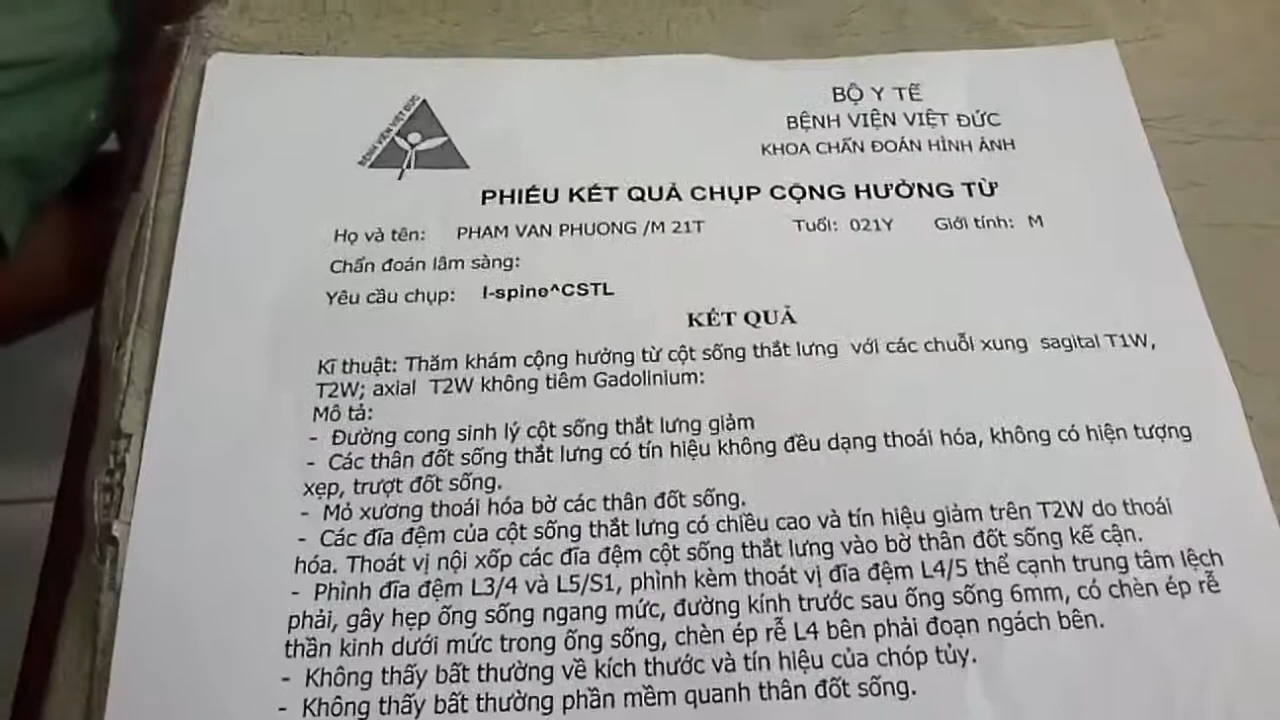 BỘ Y TẾ
BỆNH VIỆN VIỆT ĐỨC
BỆNH VIỆN VIỆT ĐỨC
KHOA CHẨN ĐOÁN HÌNH ẢNH
PHIẾU KẾT QUẢ CHỤP CỘNG HƯỞNG TỪ
Họ và tên: PHAM VAN PHUONG /M 21T Tuổi: 021Y Giới tính: M
Chẩn đoán lâm sàng:
Yêu cầu chụp: l-spine^CSTL
KẾT QUẢ
Kĩ thuật: Thăm khám cộng hưởng từ cột sống thắt lưng với các chuỗi xung sagital T1W,
T2W; axial T2W không tiêm Gadolinium:
Mô tả:
- Đường cong sinh lý cột sống thắt lưng giảm
- Các thân đốt sống thắt lưng có tín hiệu không đều dạng thoái hóa, không có hiện tượng
xẹp, trượt đốt sống.
- Mỏ xương thoái hóa bờ các thân đốt sống.
- Các đĩa đệm của cột sống thắt lưng có chiều cao và tín hiệu giảm trên T2W do thoái
hóa. Thoát vị nội xốp các đĩa đệm cột sống thắt lưng vào bờ thân đốt sống kế cận.
- Phình đĩa đệm L3/4 và L5/S1, phình kèm thoát vị đĩa đệm L4/5 thể cạnh trung tâm lệch
phải, gây hẹp ống sống ngang mức, đường kính trước sau ống sống 6mm, có chèn ép rễ
thần kinh dưới mức trong ống sống, chèn ép rễ L4 bên phải đoạn ngách bên.
- Không thấy bất thường về kích thước và tín hiệu của chóp tủy.
- Không thấy bất thường phần mềm quanh thân đốt sống.